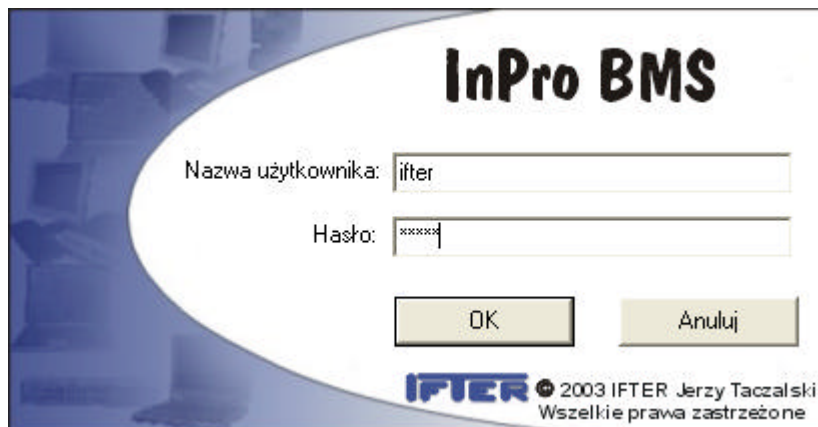 InPro BMS
Nazwa użytkownika: ifter
Hasło: *****
OK Anuluj
IFTER © 2003 IFTER Jerzy Taczalski
Wszelkie prawa zastrzeżone